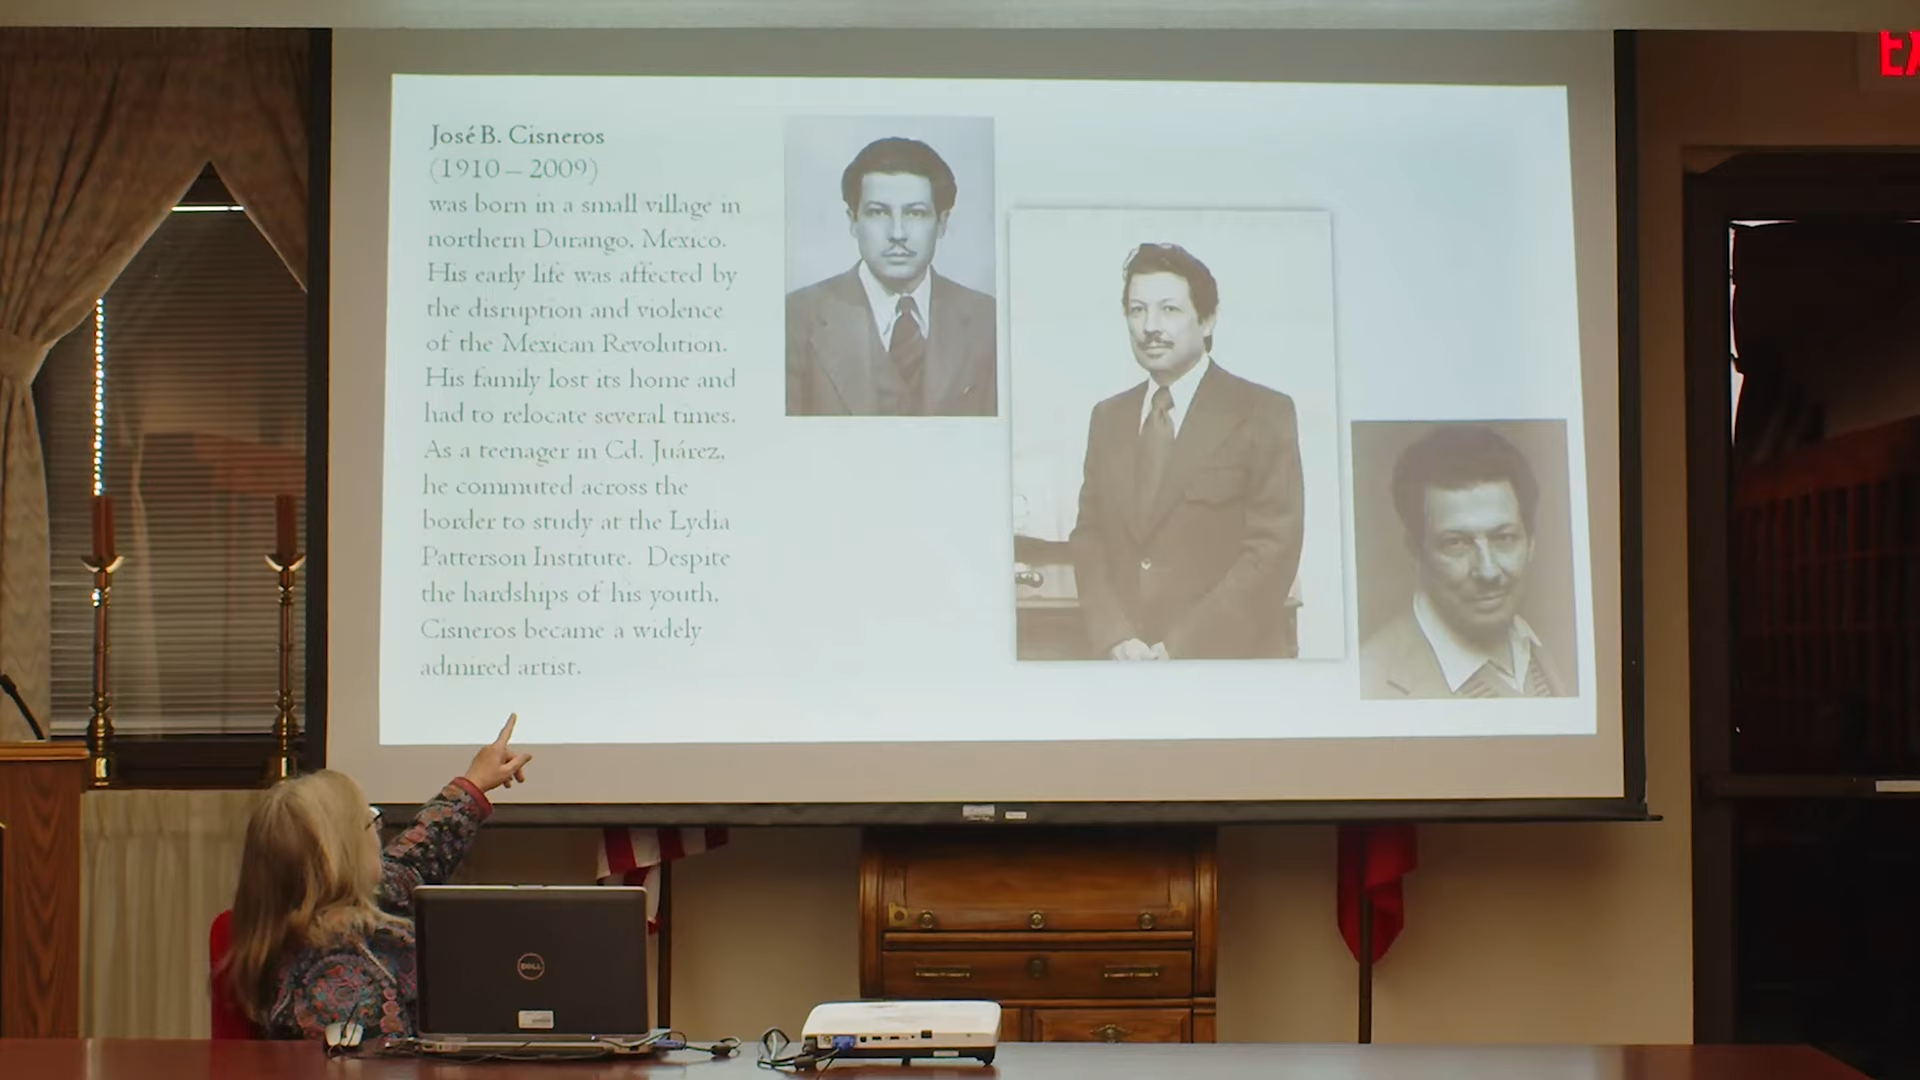 José B. Cisneros
(1910 – 2009)
was born in a small village in
northern Durango, Mexico.
His early life was affected by
the disruption and violence
of the Mexican Revolution.
His family lost its home and
had to relocate several times.
As a teenager in Cd. Juárez,
he commuted across the
border to study at the Lydia
Patterson Institute.  Despite
the hardships of his youth,
Cisneros became a widely
admired artist.
EX
DELL